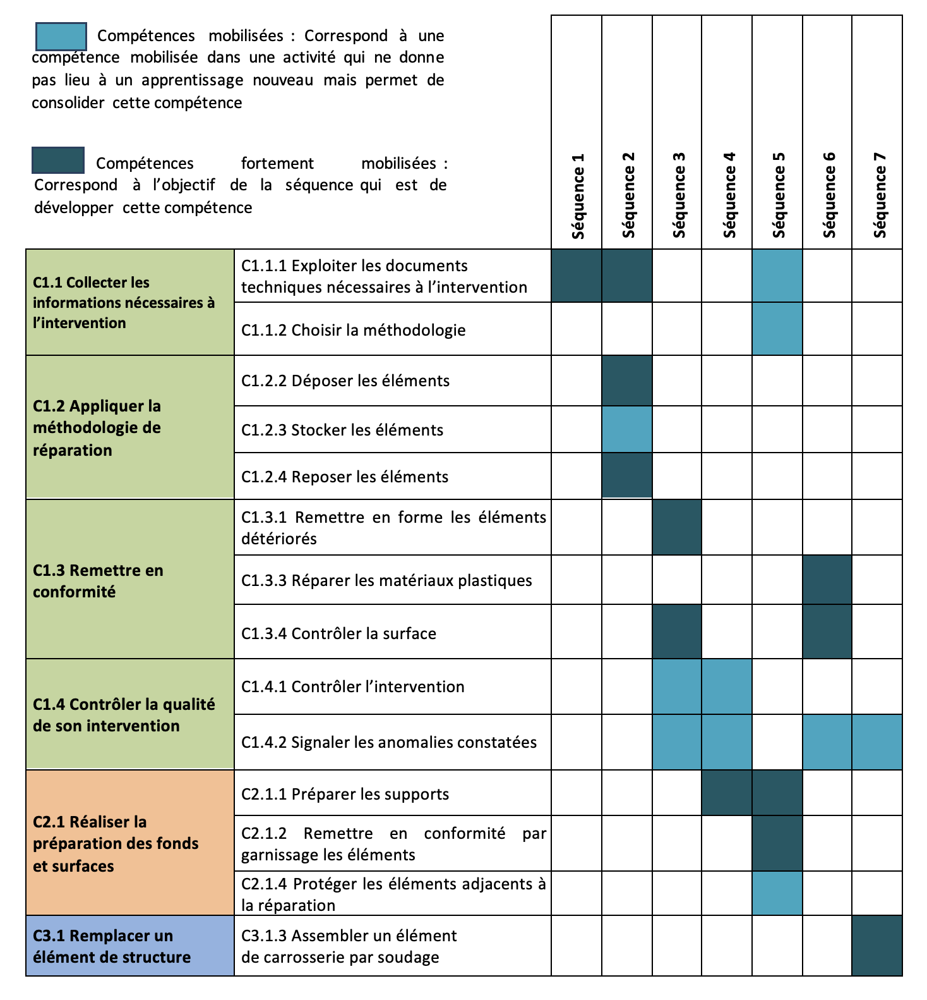 Compétences mobilisées : Correspond à une
compétence mobilisée dans une activité qui ne donne
pas lieu à un apprentissage nouveau mais permet de
consolider cette compétence
Compétences fortement mobilisées :
Correspond à l’objectif de la séquence qui est de
développer cette compétence
Séquence 1
Séquence 2
Séquence 3
Séquence 4
Séquence 5
Séquence 6
Séquence 7
C1.1 Collecter les
informations nécessaires à
l’intervention
C1.1.1 Exploiter les documents
techniques nécessaires à l’intervention
C1.1.2 Choisir la méthodologie
C1.2 Appliquer la
méthodologie de
réparation
C1.2.2 Déposer les éléments
C1.2.3 Stocker les éléments
C1.2.4 Reposer les éléments
C1.3 Remettre en
conformité
C1.3.1 Remettre en forme les éléments
détériorés
C1.3.3 Réparer les matériaux plastiques
C1.3.4 Contrôler la surface
C1.4 Contrôler la qualité
de son intervention
C1.4.1 Contrôler l’intervention
C1.4.2 Signaler les anomalies constatées
C2.1 Réaliser la
préparation des fonds
et surfaces
C2.1.1 Préparer les supports
C2.1.2 Remettre en conformité par
garnissage les éléments
C2.1.4 Protéger les éléments adjacents à
la réparation
C3.1 Remplacer un
élément de structure
C3.1.3 Assembler un élément
de carrosserie par soudage